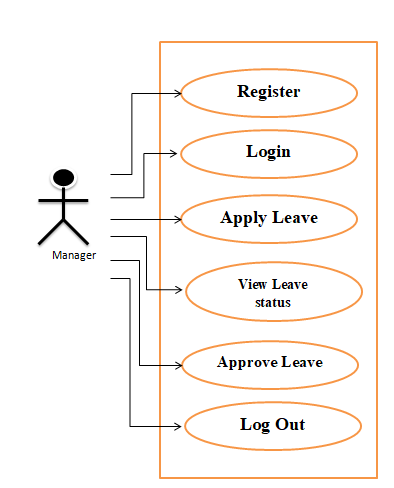 Register
Login
Apply Leave
Manager
View Leave
status
Approve Leave
Log Out